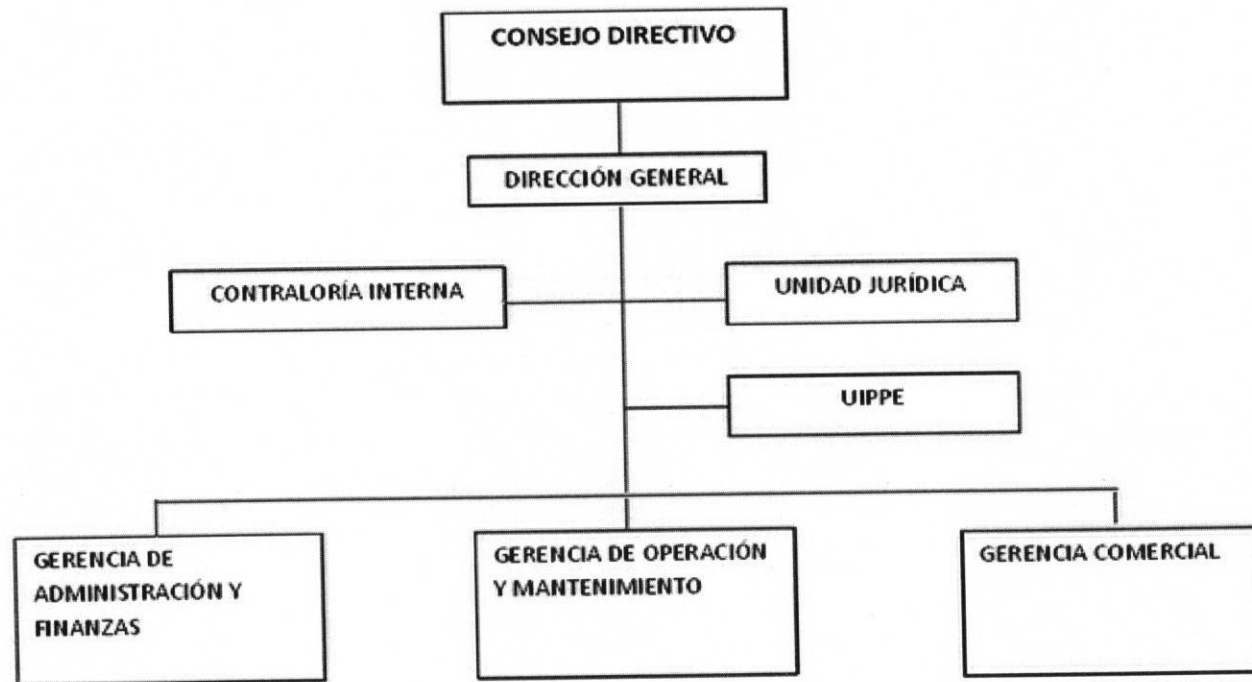 CONSEJO DIRECTIVO
DIRECCIÓN GENERAL
CONTRALORÍA INTERNA
UNIDAD JURÍDICA
UIPPE
GERENCIA DE
ADMINISTRACIÓN Y
FINANZAS
GERENCIA DE OPERACIÓN
Y MANTENIMIENTO
GERENCIA COMERCIAL